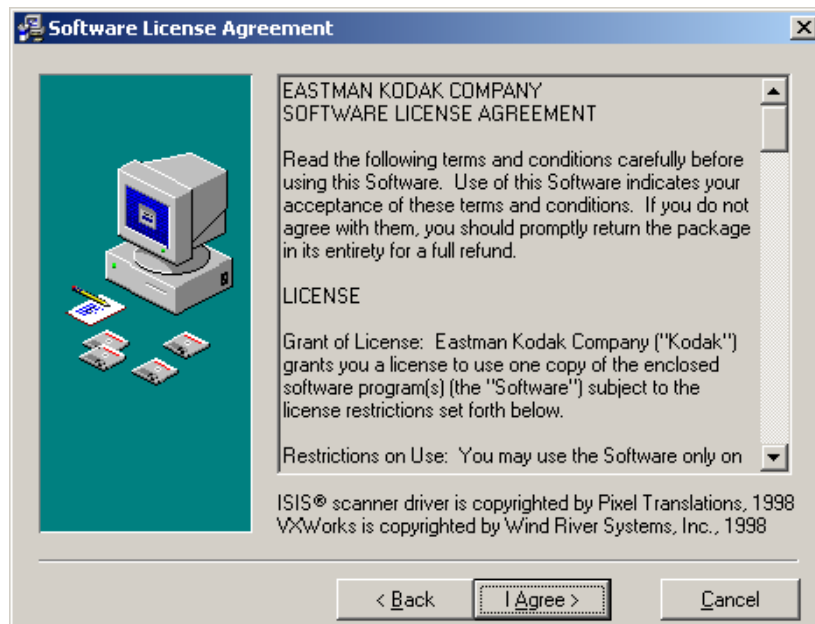 Software License Agreement
EASTMAN KODAK COMPANY
SOFTWARE LICENSE AGREEMENT
Read the following terms and conditions carefully before
using this Software.  Use of this Software indicates your
acceptance of these terms and conditions.  If you do not
agree with them, you should promptly return the package
in its entirety for a full refund.
LICENSE
Grant of License:  Eastman Kodak Company ("Kodak")
grants you a license to use one copy of the enclosed
software program(s) (the "Software") subject to the
license restrictions set forth below.
Restrictions on Use:  You may use the Software only on
ISIS® scanner driver is copyrighted by Pixel Translations, 1998
VXWorks is copyrighted by Wind River Systems, Inc., 1998
< Back
I Agree >
Cancel